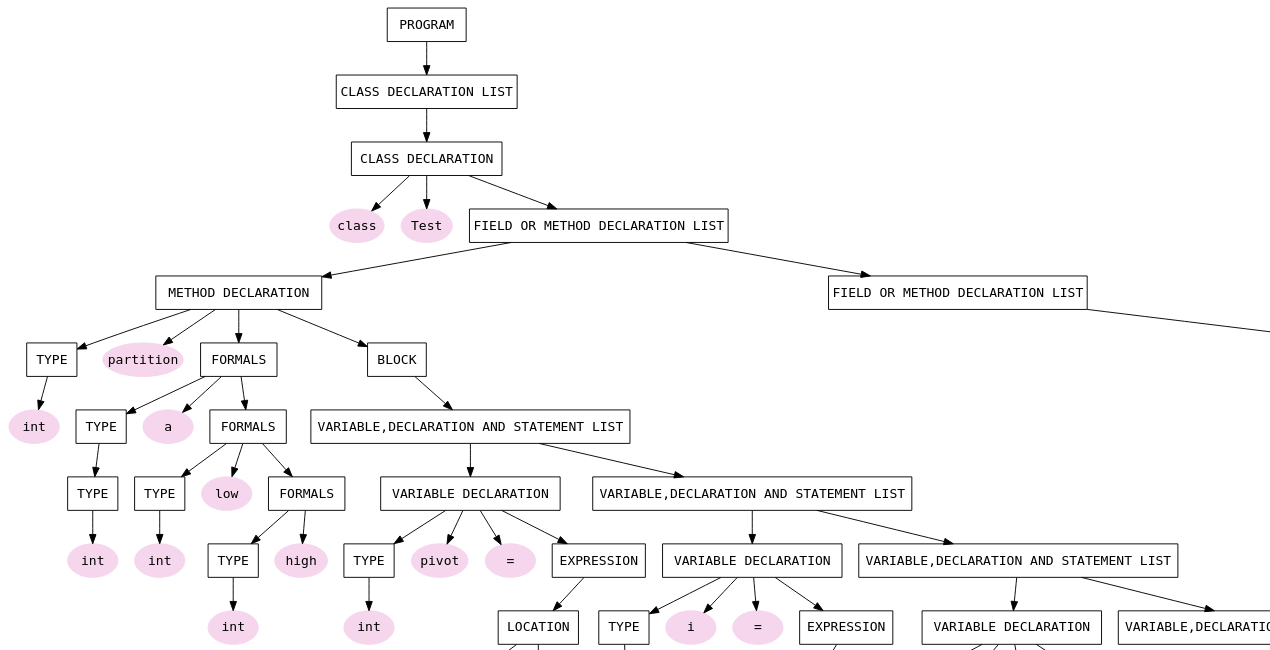 PROGRAM
CLASS DECLARATION LIST
CLASS DECLARATION
class Test FIELD OR METHOD DECLARATION LIST
METHOD DECLARATION FIELD OR METHOD DECLARATION LIST
TYPE partition FORMALS BLOCK
int TYPE a FORMALS VARIABLE,DECLARATION AND STATEMENT LIST
TYPE TYPE low FORMALS VARIABLE DECLARATION VARIABLE,DECLARATION AND STATEMENT LIST
int int TYPE high TYPE pivot = EXPRESSION VARIABLE DECLARATION VARIABLE,DECLARATION AND STATEMENT LIST
int int LOCATION TYPE i = EXPRESSION VARIABLE DECLARATION VARIABLE,DECLARATIO